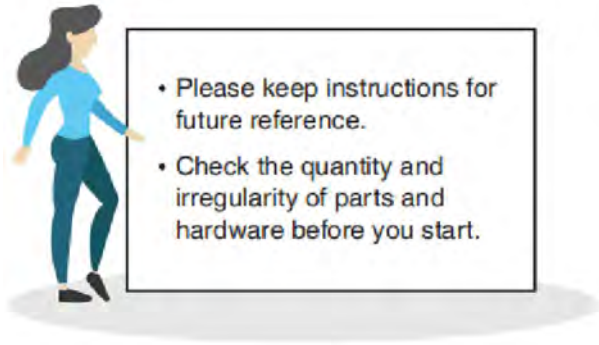 • Please keep instructions for
future reference.
• Check the quantity and
irregularity of parts and
hardware before you start.